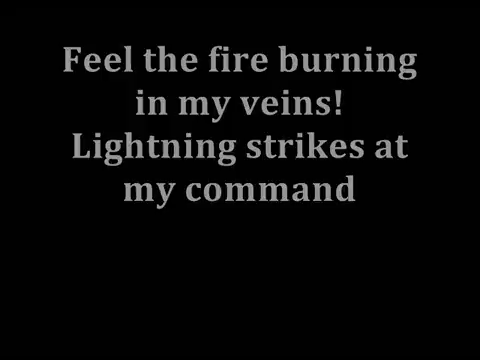 Feel the fire burning
in my veins!
Lightning strikes at
my command